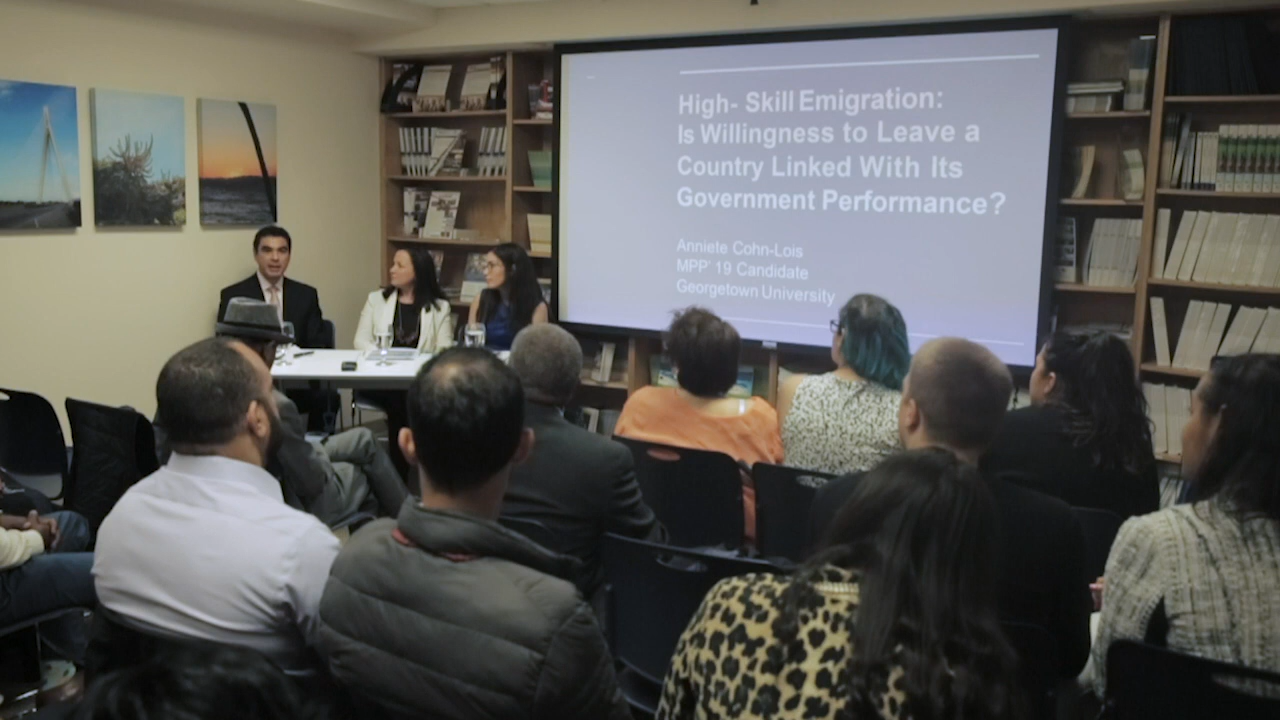 High- Skill Emigration:
Is Willingness to Leave a
Country Linked With Its
Government Performance?
Anniele Cohn-Lois
MPP' 19 Candidate
Georgetown University